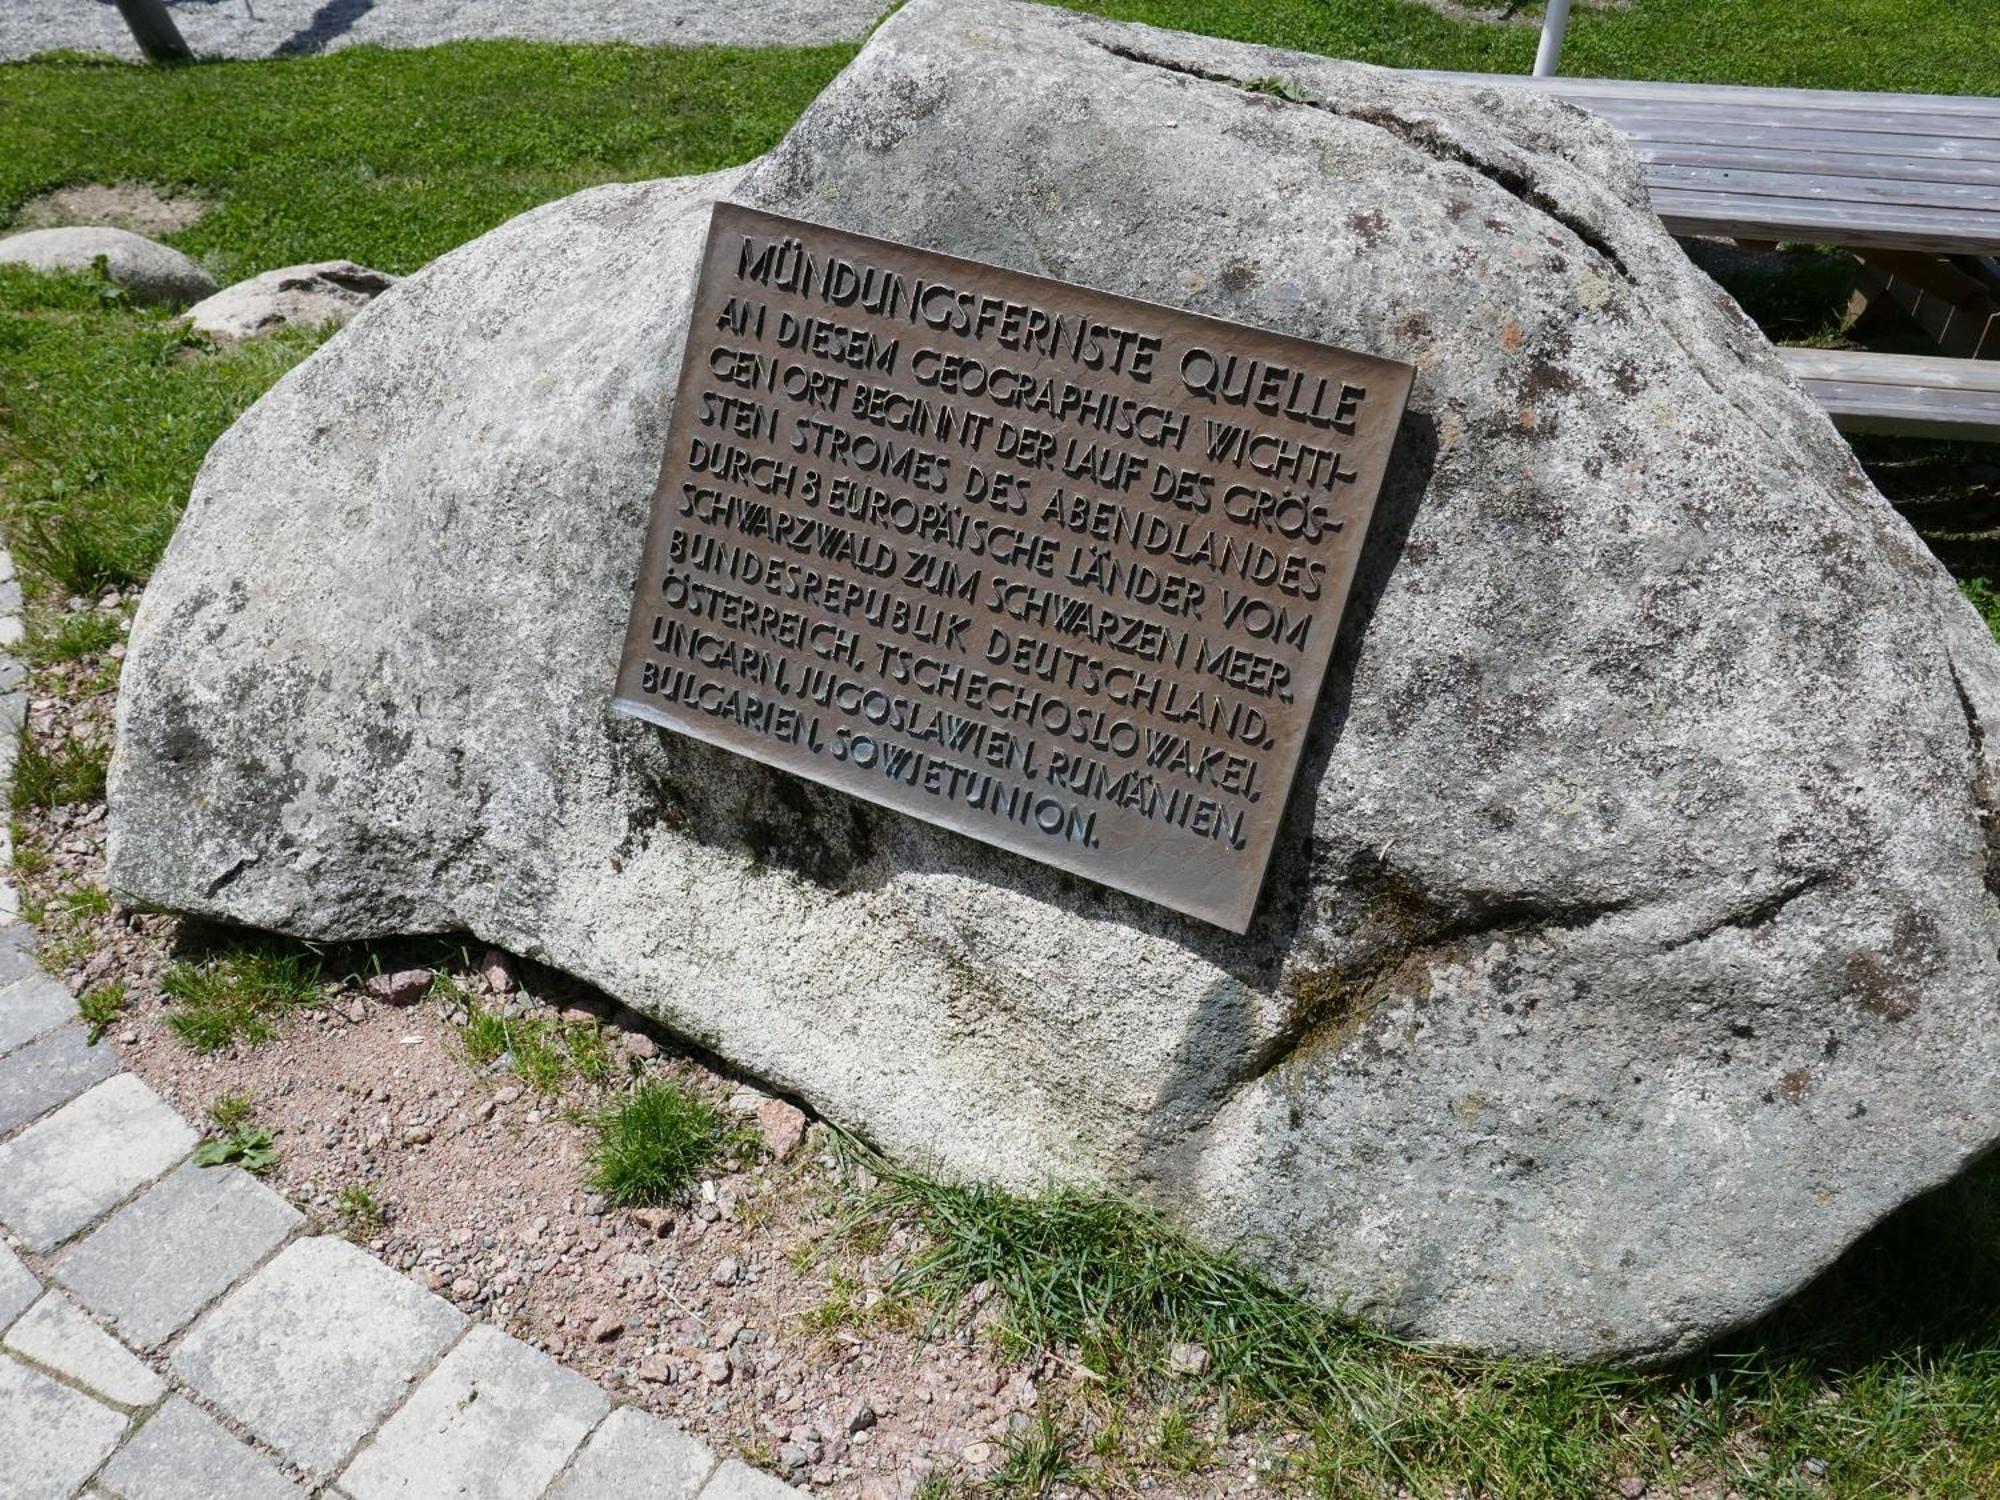 MÜNDUNGSFERNSTE QUELLE
AN DIESEM GEOGRAPHISCH WICHTI-
GEN ORT BEGINNT DER LAUF DES GRÖS-
STEN STROMES DES ABENDLANDES
DURCH 8 EUROPÄISCHE LÄNDER VOM
SCHWARZWALD ZUM SCHWARZEN MEER.
BUNDESREPUBLIK DEUTSCHLAND,
ÖSTERREICH, TSCHECHOSLOWAKEI,
UNGARN, JUGOSLAWIEN, RUMÄNIEN,
BULGARIEN, SOWJETUNION.